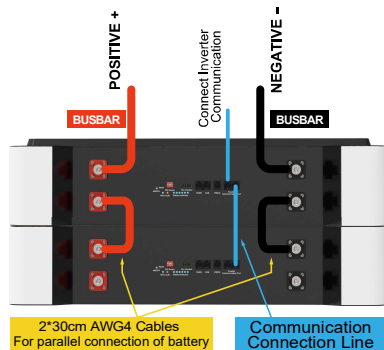 POSITIVE +
Connect Inverter
Communication
NEGATIVE -
BUSBAR
BUSBAR
2*30cm AWG4 Cables
For parallel connection of battery
Communication
Connection Line